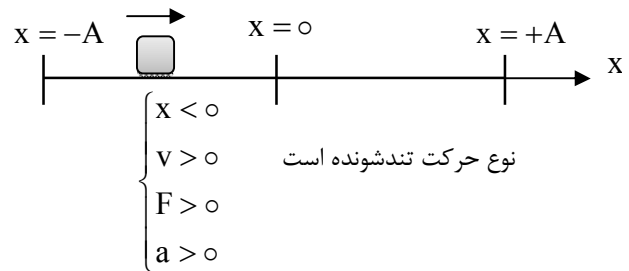 x = −A
x = ∘
x = +A
x
x < ∘
v > ∘
نوع حرکت تندشونده است
F > ∘
a > ∘